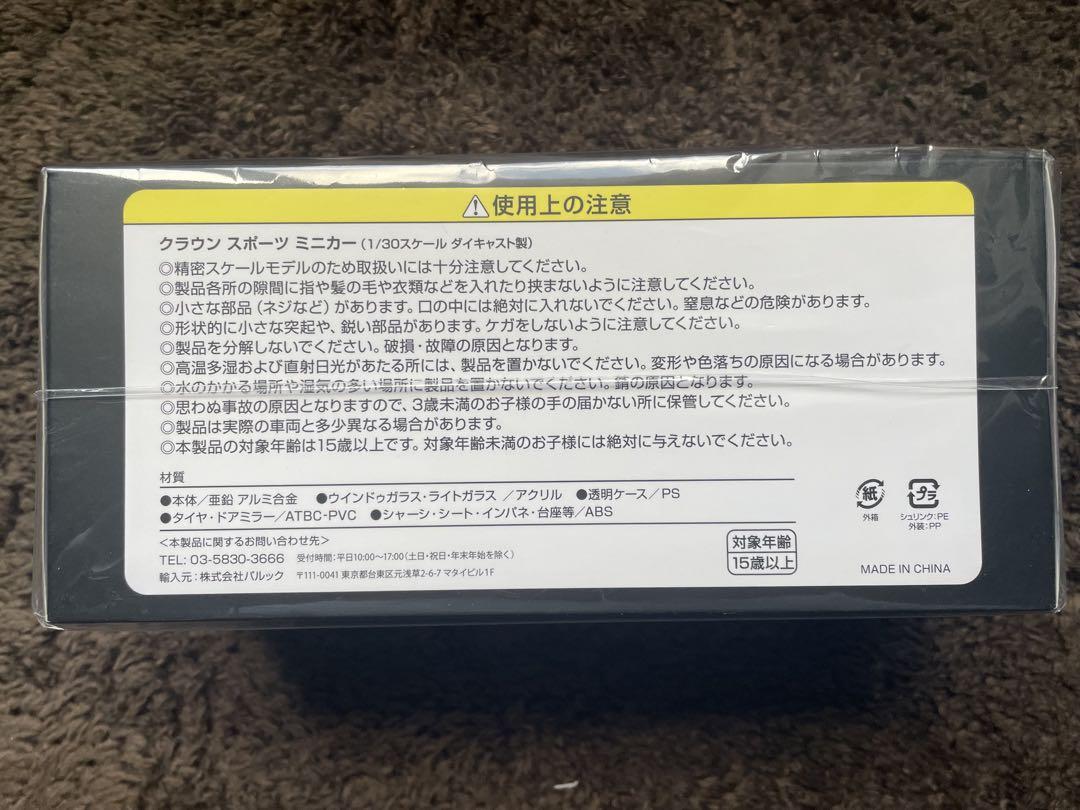 ⚠使用上の注意
クラウン スポーツ ミニカー（1/30スケール ダイキャスト製）
◎精密スケールモデルのため取扱いには十分注意してください。
◎製品各所の隙間に指や髪の毛や衣類などを入れたり挟まないように注意してください。
◎小さな部品（ネジなど）があります。口の中には絶対に入れないでください。窒息などの危険があります。
◎形状的に小さな突起や、鋭い部品があります。ケガをしないように注意してください。
◎製品を分解しないでください。破損・故障の原因となります。
◎高温多湿および直射日光があたる所には、製品を置かないでください。変形や色落ちの原因になる場合があります。
◎水のかかる場所や湿気の多い場所に製品を置かないでください。錆の原因となります。
◎思わぬ事故の原因となりますので、3歳未満のお子様の手の届かない所に保管してください。
◎製品は実際の車両と多少異なる場合があります。
◎本製品の対象年齢は15歳以上です。対象年齢未満のお子様には絶対に与えないでください。
材質
●本体／亜鉛 アルミ合金 ●ウインドゥガラス・ライトガラス ／アクリル ●透明ケース／PS
●タイヤ・ドアミラー／ATBC-PVC ●シャーシ・シート・インパネ・台座等／ABS
紙
外箱
プラ
シュリンク：PE
外装：PP
＜本製品に関するお問い合わせ先＞
TEL: 03-5830-3666 受付時間：平日10:00〜17:00（土日・祝日・年末年始を除く）
輸入元：株式会社バルック 〒111-0041 東京都台東区元浅草2-6-7 マタイビル1F
対象年齢
15歳以上
MADE IN CHINA